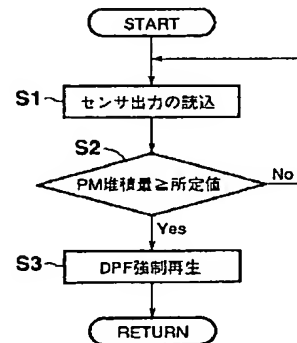 START
S1
センサ出力の読込
S2
PM堆積量≧所定値
No
Yes
S3
DPF強制再生
RETURN